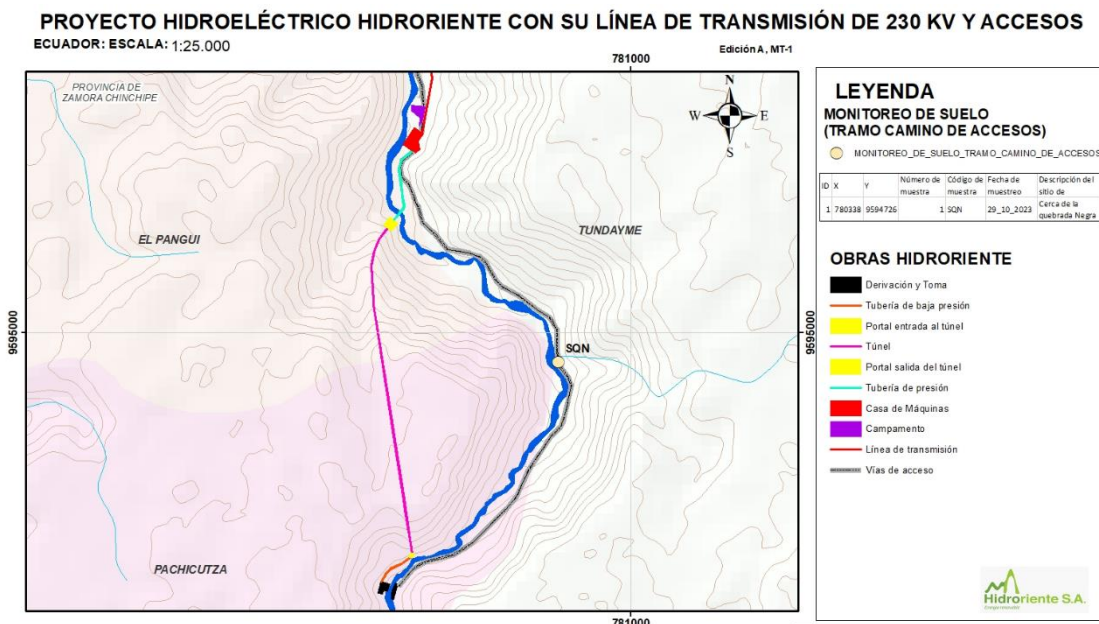 PROYECTO HIDROELÉCTRICO HIDRORIENTE CON SU LÍNEA DE TRANSMISIÓN DE 230 KV Y ACCESOS
ECUADOR: ESCALA: 1:25.000
Edición A, MT-1
781000
PROVINCIA DE
ZAMORA CHINCHIPE
N
W E
S
EL PANGUI
TUNDAYME
9595000
9595000
SQN
PACHICUTZA
781000
LEYENDA
MONITOREO DE SUELO
(TRAMO CAMINO DE ACCESOS)
MONITOREO_DE_SUELO_TRAMO_CAMINO_DE_ACCESOS
ID X Y Número de muestra Código de muestra Fecha de muestreo Descripción del sitio de
1 780338 9594726 1 SQN 29_10_2023 Cerca de la quebrada Negra
OBRAS HIDRORIENTE
Derivación y Toma
Tubería de baja presión
Portal entrada al túnel
Túnel
Portal salida del túnel
Tubería de presión
Casa de Máquinas
Campamento
Línea de transmisión
Vías de acceso
Hidroriente S.A.